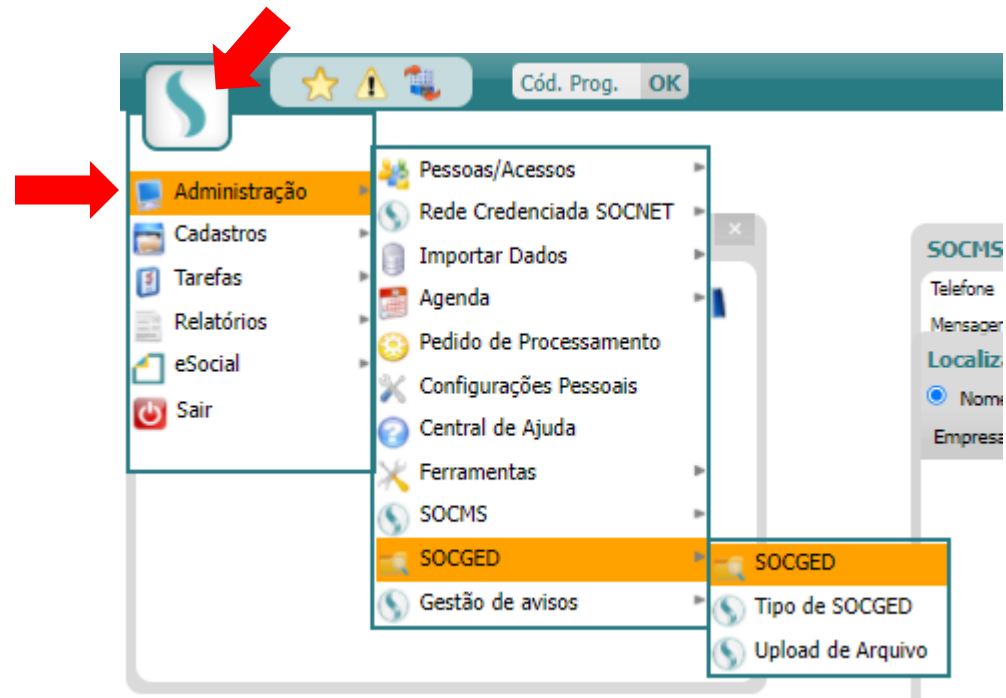 Cód. Prog. OK
Administração
Cadastros
Tarefas
Relatórios
eSocial
Sair
Pessoas/Acessos
Rede Credenciada SOCNET
Importar Dados
Agenda
Pedido de Processamento
Configurações Pessoais
Central de Ajuda
Ferramentas
SOCMS
SOCGED
Gestão de avisos
SOCGED
Tipo de SOCGED
Upload de Arquivo
SOCMS
Telefone
Mensagen
Localiza
Nome
Empresa